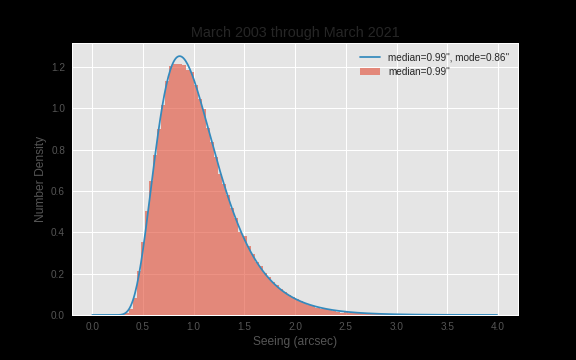 March 2003 through March 2021
median=0.99", mode=0.86"
median=0.99"
Number Density
1.2
1.0
0.8
0.6
0.4
0.2
0.0
0.0 0.5 1.0 1.5 2.0 2.5 3.0 3.5 4.0
Seeing (arcsec)